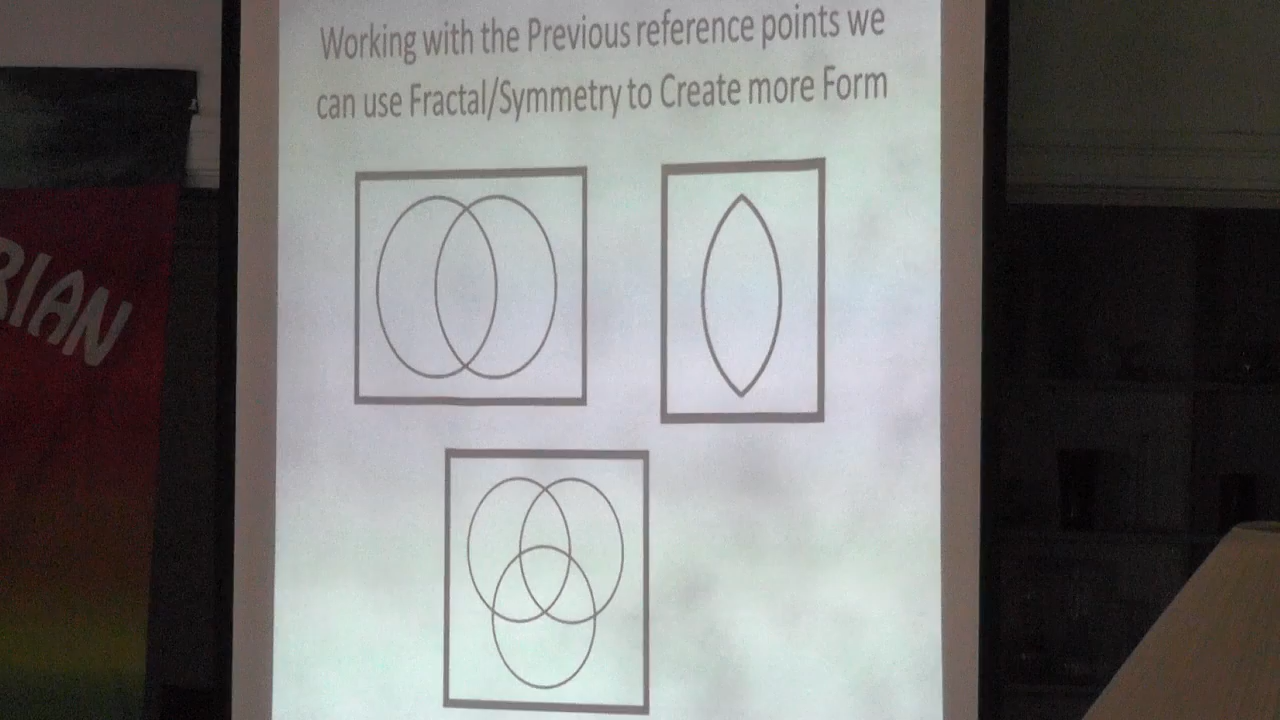 Working with the Previous reference points we
can use Fractal/Symmetry to Create more Form
RIAN